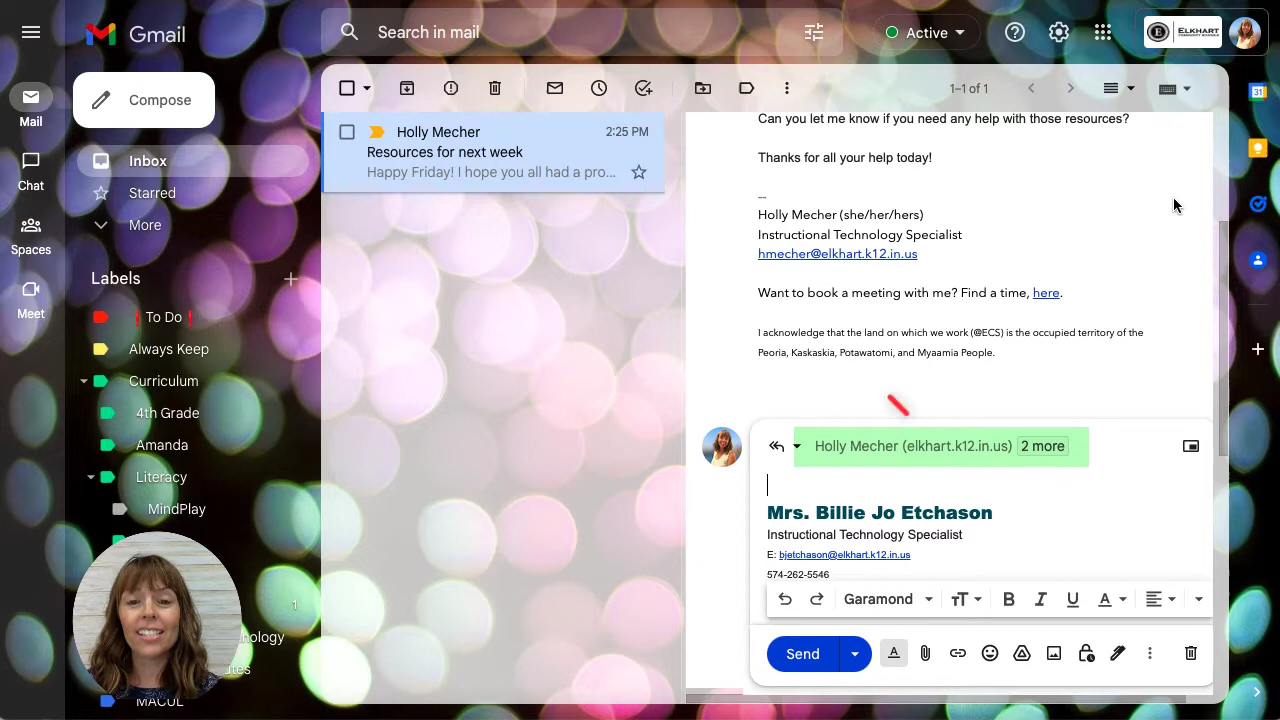 Gmail
Search in mail
Active
ELKHART
Mail
Chat
Spaces
Meet
Compose
1–1 of 1
Inbox
Starred
More
Labels
To Do
Always Keep
Curriculum
4th Grade
Amanda
Literacy
MindPlay
1
nology
utes
MACUL
Holly Mecher
2:25 PM
Resources for next week
Happy Friday! I hope you all had a pro...
Can you let me know if you need any help with those resources?
Thanks for all your help today!
--
Holly Mecher (she/her/hers)
Instructional Technology Specialist
hmecher@elkhart.k12.in.us
Want to book a meeting with me? Find a time, here.
I acknowledge that the land on which we work (@ECS) is the occupied territory of the
Peoria, Kaskaskia, Potawatomi, and Myaamia People.
Holly Mecher (elkhart.k12.in.us) 2 more
Mrs. Billie Jo Etchason
Instructional Technology Specialist
E: bjetchason@elkhart.k12.in.us
574-262-5546
Garamond
Send
31